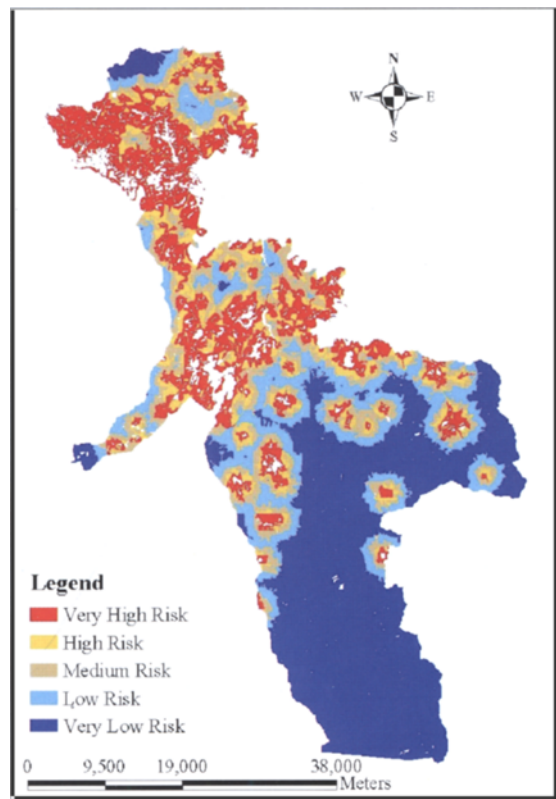 N
W E
S
Legend
Very High Risk
High Risk
Medium Risk
Low Risk
Very Low Risk
0 9,500 19,000 38,000
Meters